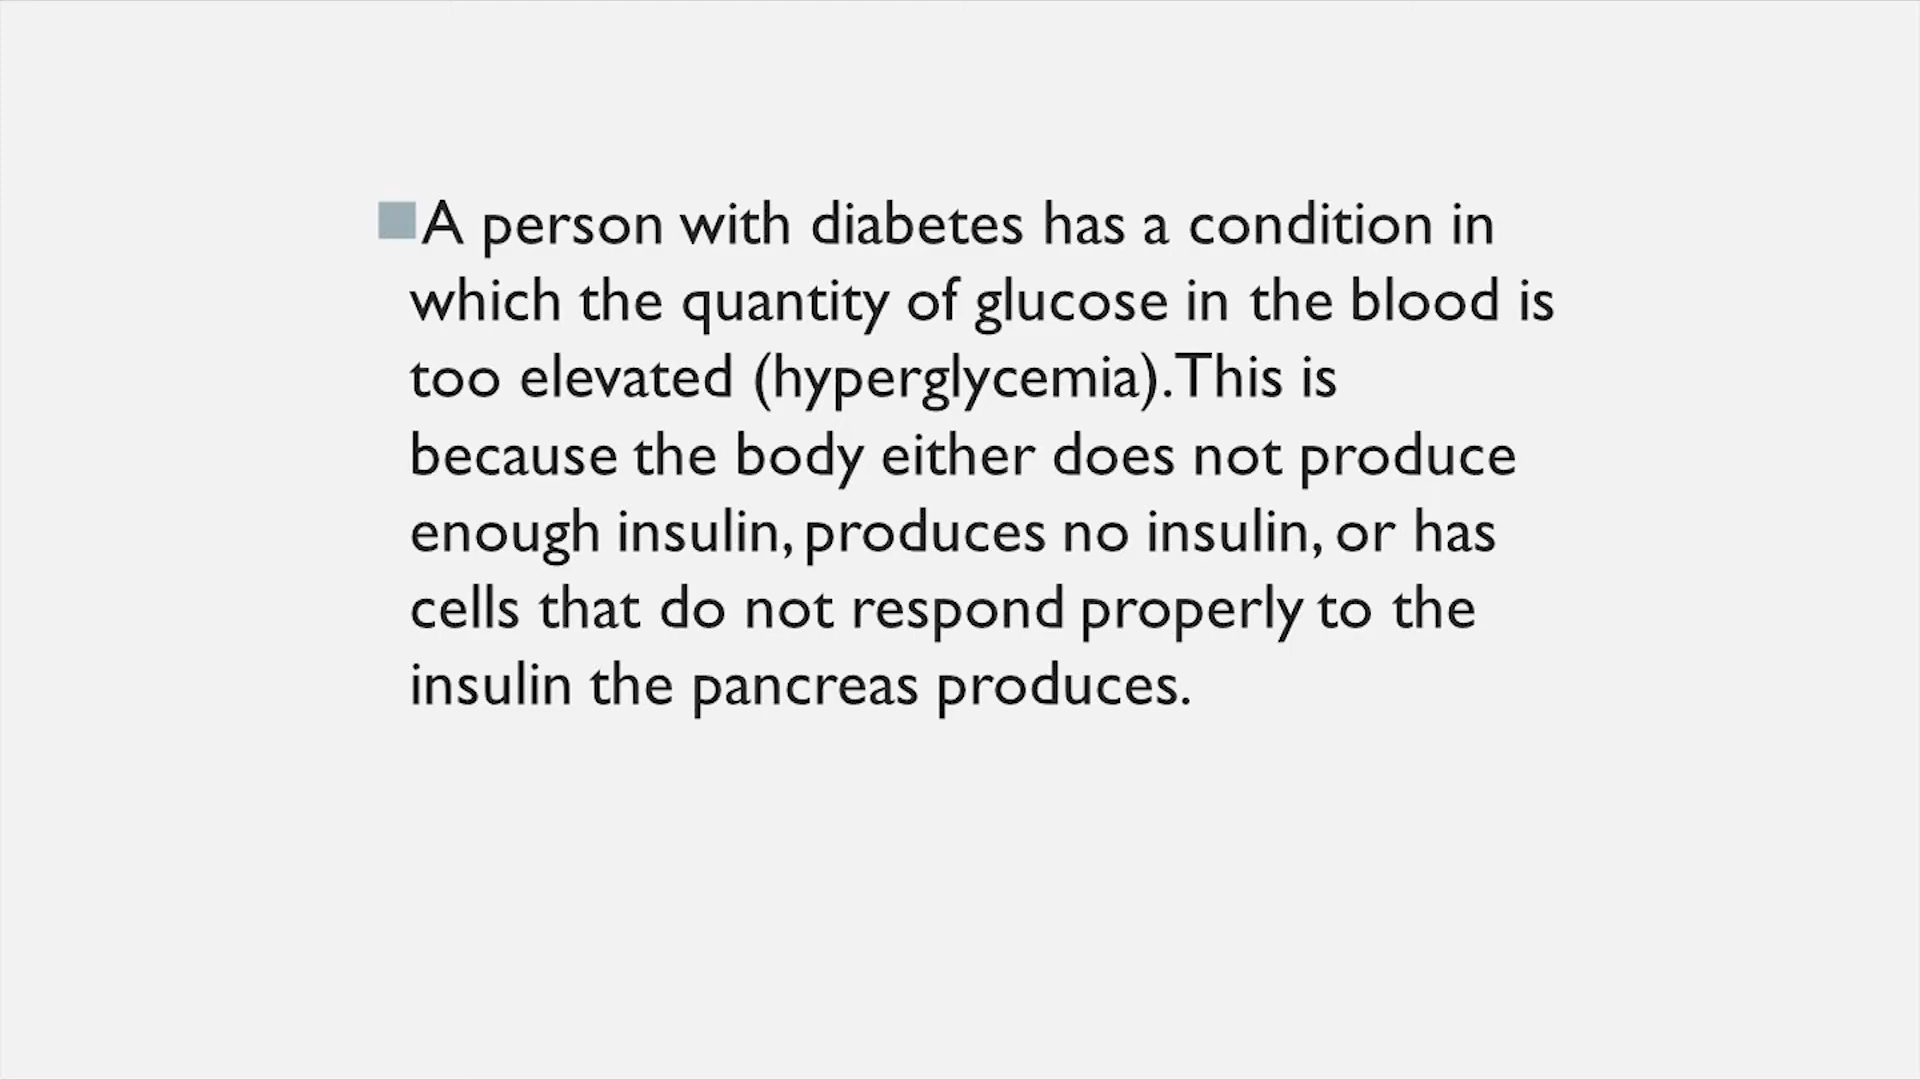 A person with diabetes has a condition in
which the quantity of glucose in the blood is
too elevated (hyperglycemia). This is
because the body either does not produce
enough insulin, produces no insulin, or has
cells that do not respond properly to the
insulin the pancreas produces.